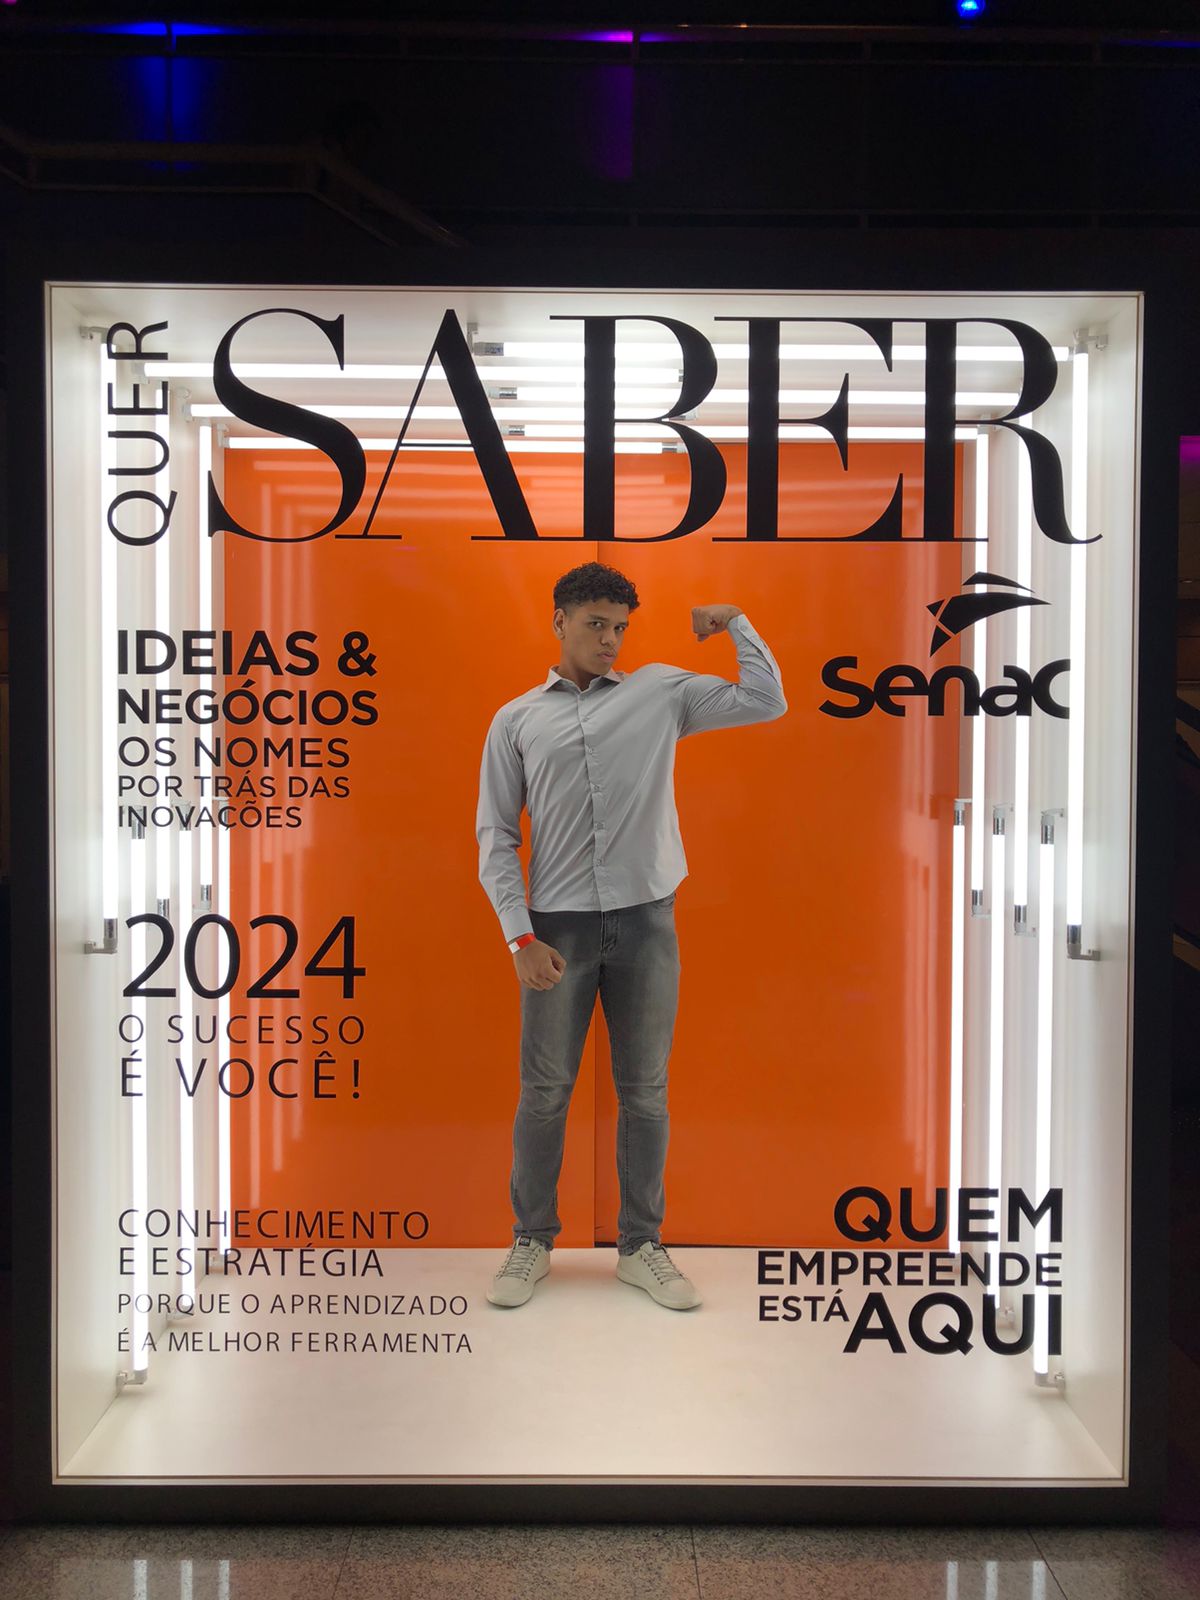 QUER
SABER
Senac
IDEIAS &
NEGÓCIOS
OS NOMES
POR TRÁS DAS
INOVAÇÕES
2024
O SUCESSO
É VOCÊ!
CONHECIMENTO
E ESTRATÉGIA
PORQUE O APRENDIZADO
É A MELHOR FERRAMENTA
QUEM
EMPREENDE
ESTÁ AQUI